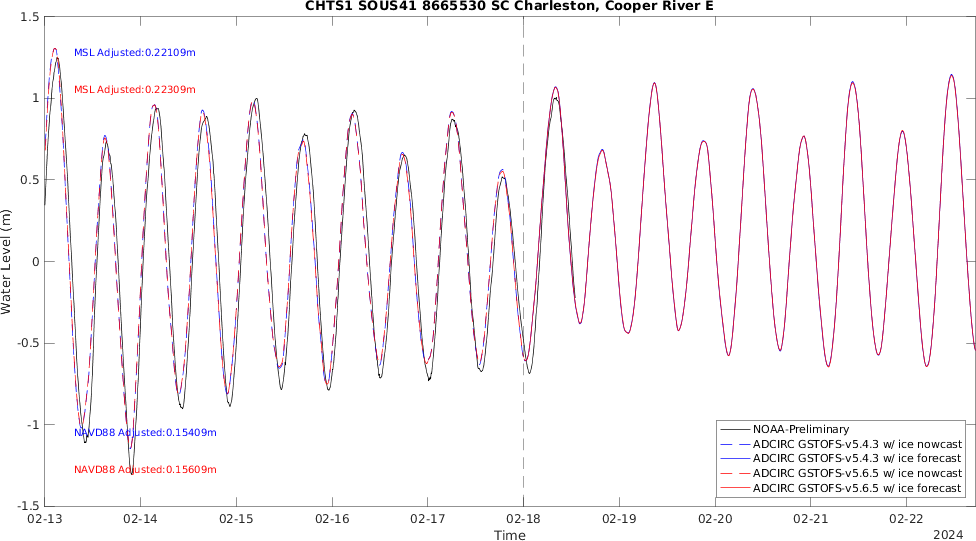 CHTS1 SOUS41 8665530 SC Charleston, Cooper River E
1.5
1
0.5
0
-0.5
-1
-1.5
Water Level (m)
MSL Adjusted:0.22109m
MSL Adjusted:0.22309m
NAVD88 Adjusted:0.15409m
NAVD88 Adjusted:0.15609m
NOAA-Preliminary
ADCIRC GSTOFS-v5.4.3 w/ ice nowcast
ADCIRC GSTOFS-v5.4.3 w/ ice forecast
ADCIRC GSTOFS-v5.6.5 w/ ice nowcast
ADCIRC GSTOFS-v5.6.5 w/ ice forecast
02-13 02-14 02-15 02-16 02-17 02-18 02-19 02-20 02-21 02-22
Time
2024